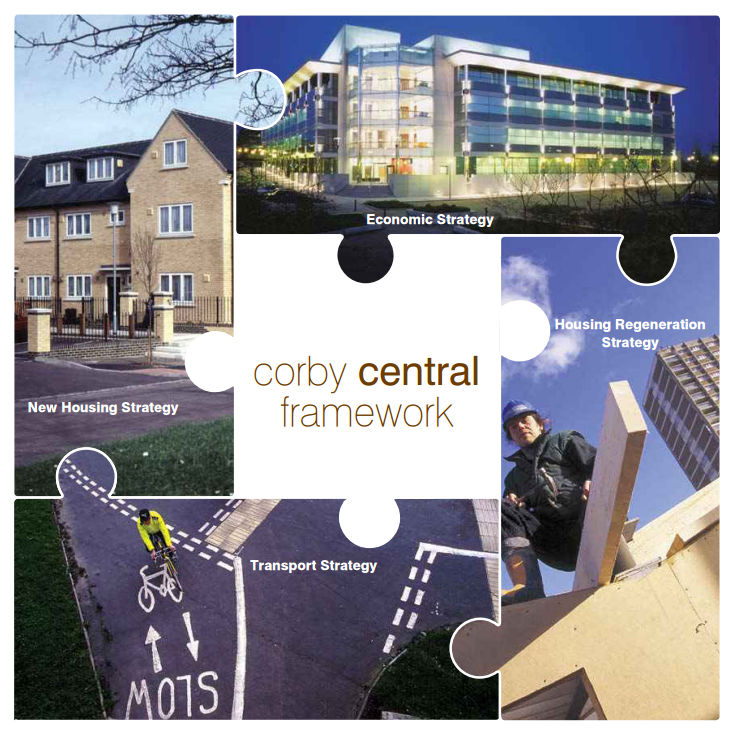 Economic Strategy
Housing Regeneration
Strategy
corby central
framework
New Housing Strategy
Transport Strategy
SLOW